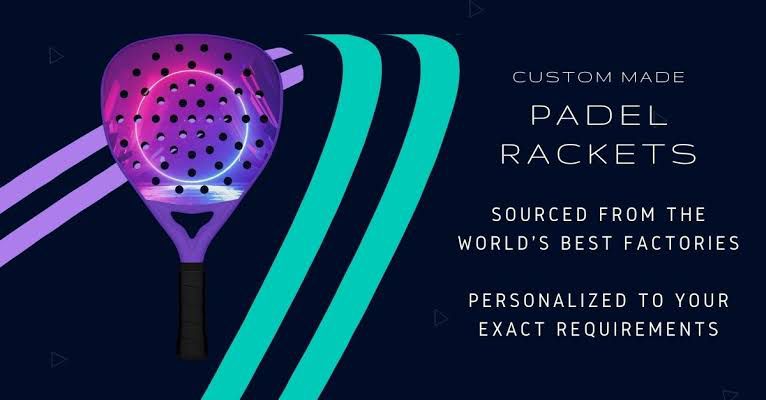 CUSTOM MADE
PADEL
RACKETS
SOURCED FROM THE
WORLD'S BEST FACTORIES
PERSONALIZED TO YOUR
EXACT REQUIREMENTS